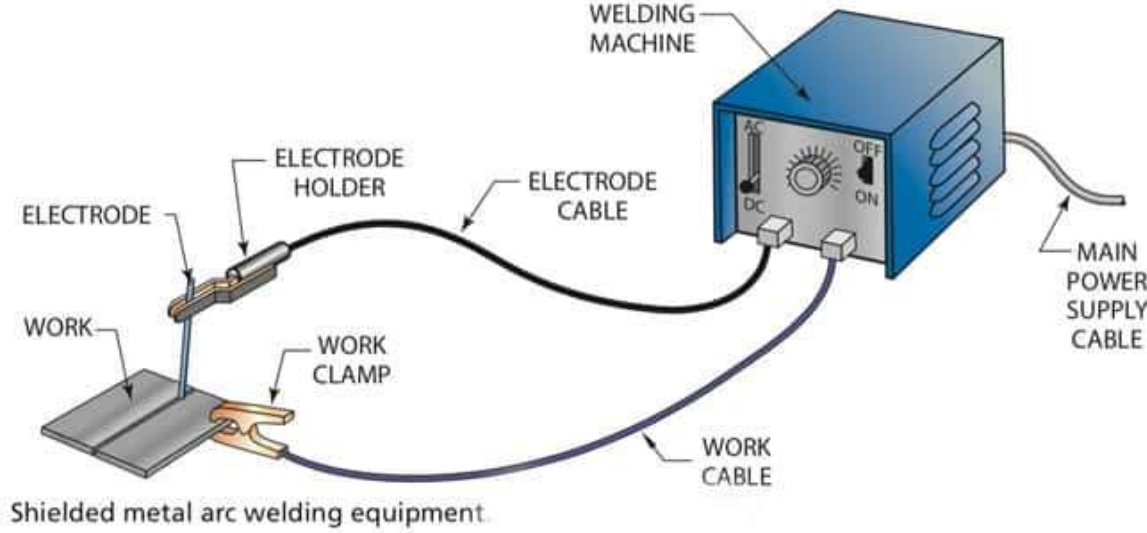 WELDING
MACHINE
AC
OFF
DC
ON
ELECTRODE
HOLDER
ELECTRODE
CABLE
ELECTRODE
MAIN
POWER
SUPPLY
CABLE
WORK
WORK
CLAMP
WORK
CABLE
Shielded metal arc welding equipment